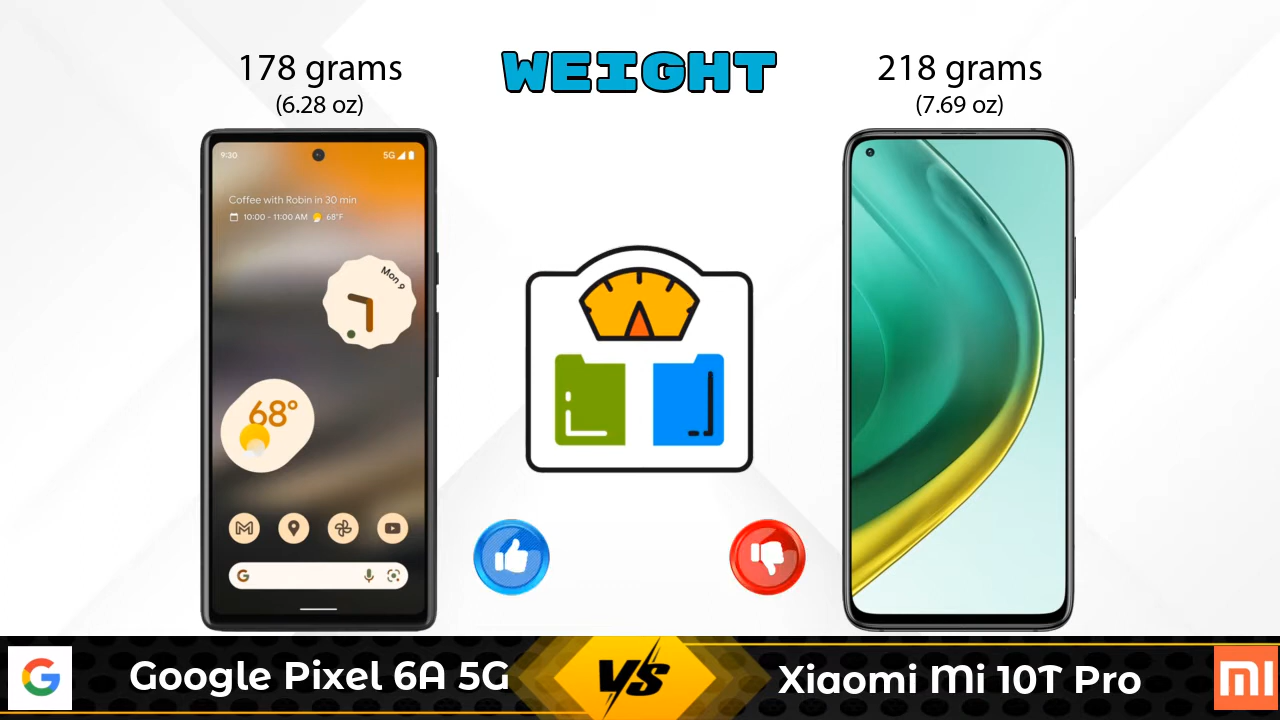 178 grams
(6.28 oz)
WEIGHT
218 grams
(7.69 oz)
9:30
5G
Coffee with Robin in 30 min
10:00 - 11:00 AM 68°F
Mon 9
68°
M
G
Google Pixel 6A 5G
VS
Xiaomi Mi 10T Pro
MI